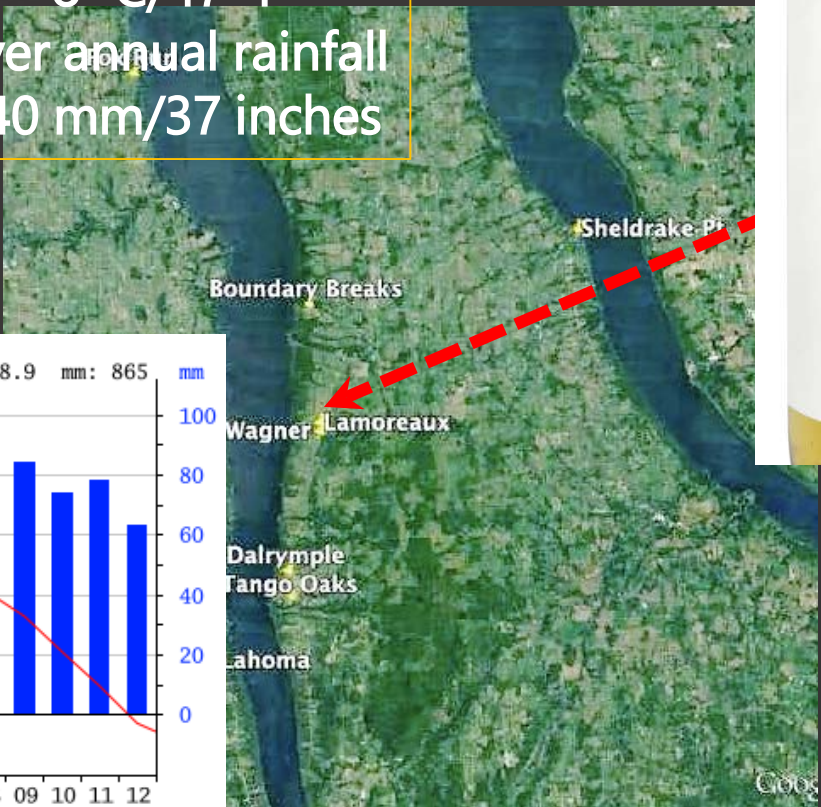 ver annual rainfall
40 mm/37 inches
Sheldrake Pt
Boundary Breaks
8.9 mm: 865 mm
100
Wagner Lamoreaux
80
60
Dalrymple
Tango Oaks
40
20
Lahoma
0
09 10 11 12